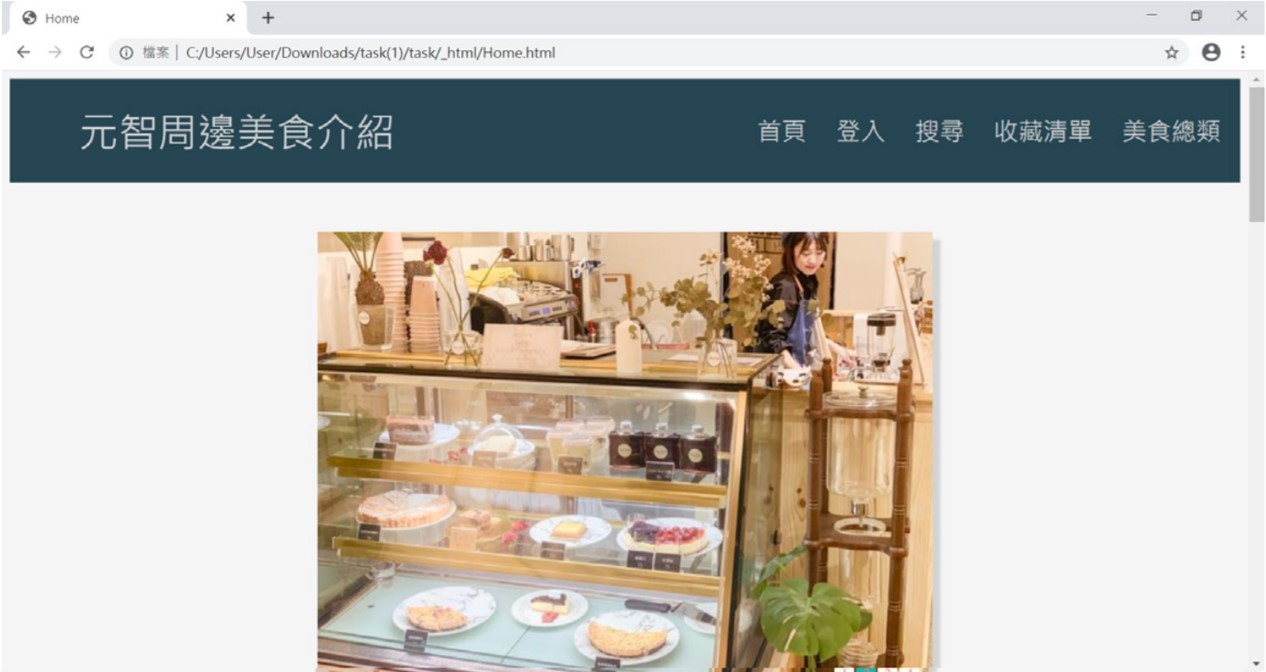 Home
檔案 | C:/Users/User/Downloads/task(1)/task/_html/Home.html
元智周邊美食介紹
首頁 登入 搜尋 收藏清單 美食總類